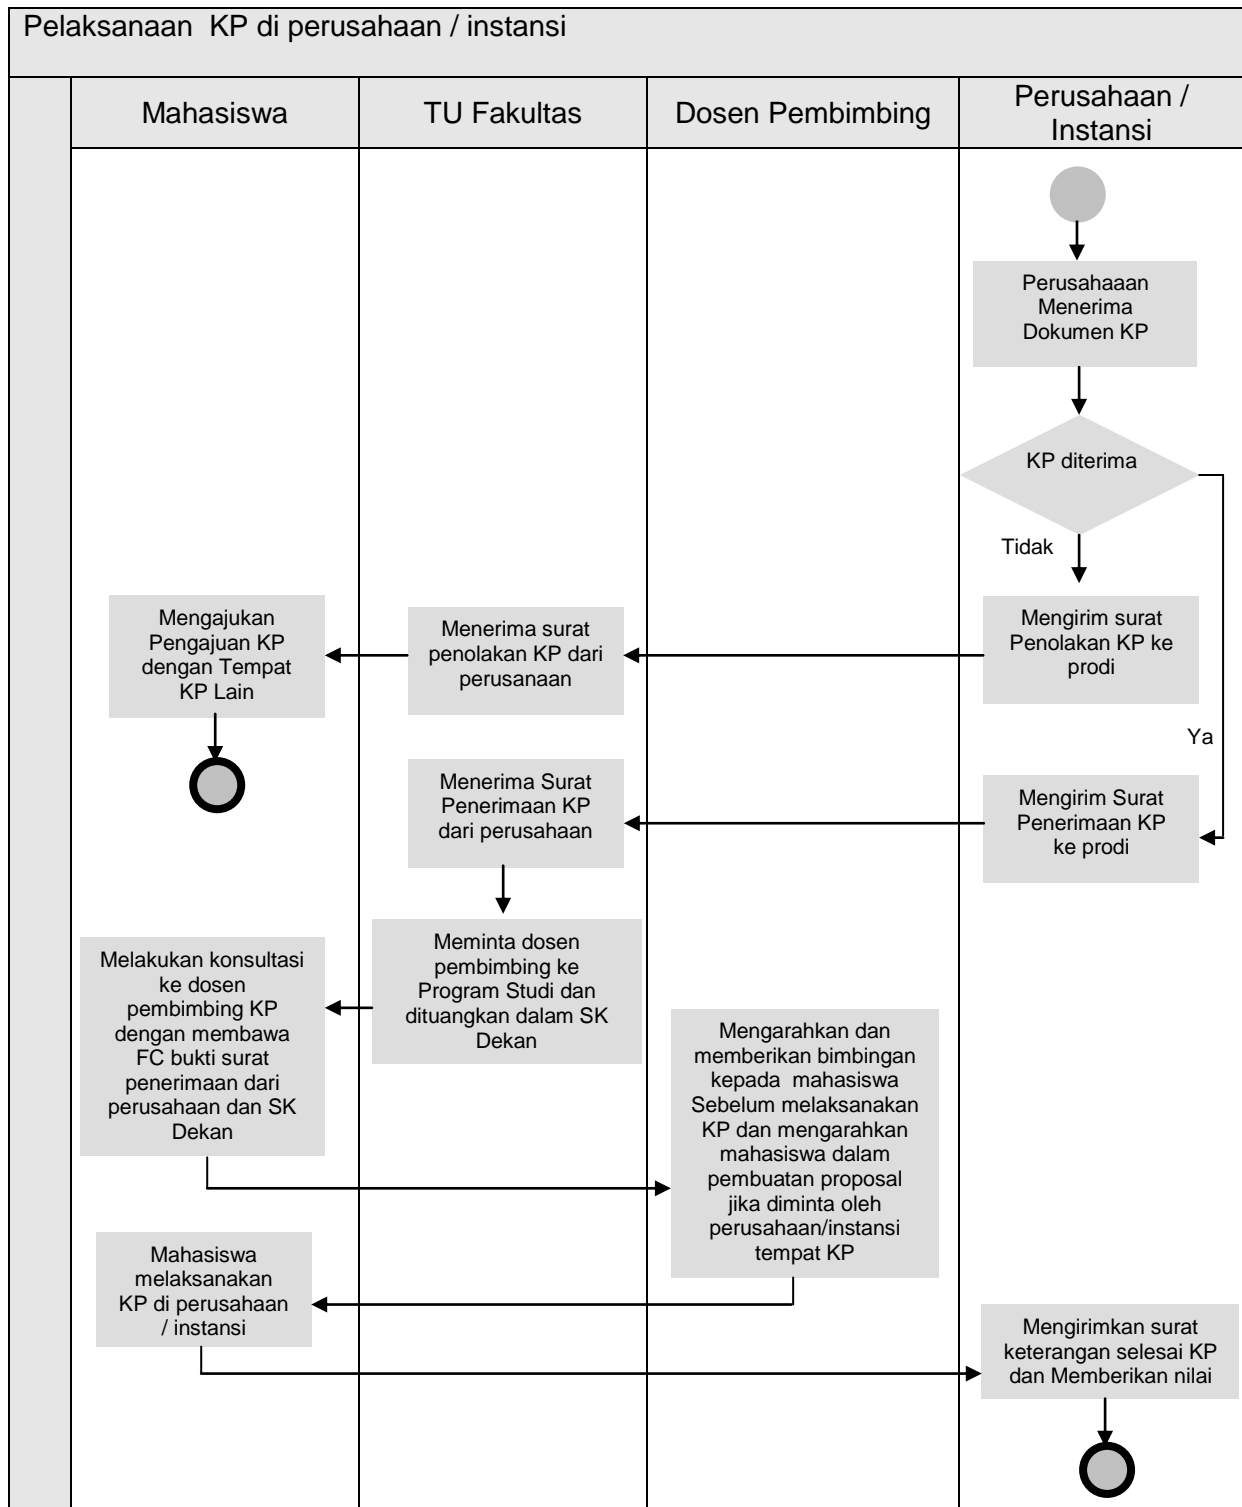 Pelaksanaan  KP di perusahaan / instansi
Mahasiswa
TU Fakultas
Dosen Pembimbing
Perusahaan /
Instansi
Perusahaaan
Menerima
Dokumen KP
KP diterima
Tidak
Mengajukan
Pengajuan KP
dengan Tempat
KP Lain
Menerima surat
penolakan KP dari
perusanaan
Mengirim surat
Penolakan KP ke
prodi
Ya
Menerima Surat
Penerimaan KP
dari perusahaan
Mengirim Surat
Penerimaan KP
ke prodi
Meminta dosen
pembimbing ke
Program Studi dan
dituangkan dalam SK
Dekan
Melakukan konsultasi
ke dosen
pembimbing KP
dengan membawa
FC bukti surat
penerimaan dari
perusahaan dan SK
Dekan
Mengarahkan dan
memberikan bimbingan
kepada  mahasiswa
Sebelum melaksanakan
KP dan mengarahkan
mahasiswa dalam
pembuatan proposal
jika diminta oleh
perusahaan/instansi
tempat KP
Mahasiswa
melaksanakan
KP di perusahaan
/ instansi
Mengirimkan surat
keterangan selesai KP
dan Memberikan nilai